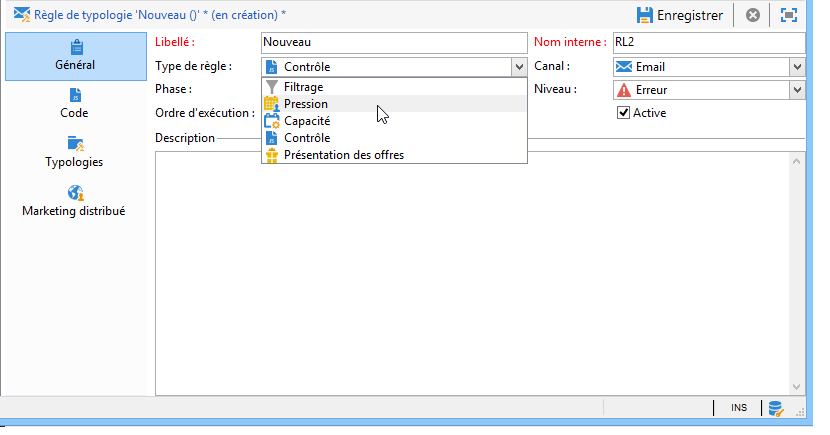 Règle de typologie 'Nouveau ()' * (en création) *
Enregistrer
Général
Code
Typologies
Marketing distribué
Libellé :
Nouveau
Nom interne :
RL2
Type de règle :
Contrôle
Canal :
Email
Phase :
Niveau :
Erreur
Ordre d'exécution :
Active
Filtrage
Pression
Capacité
Contrôle
Présentation des offres
Description
INS